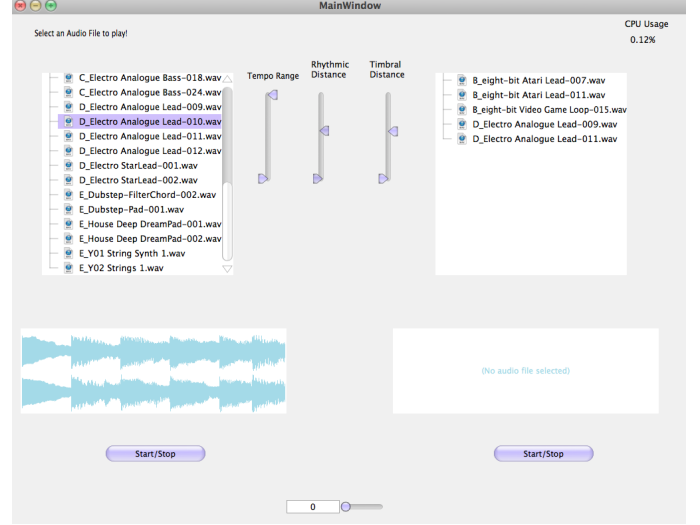 MainWindow
CPU Usage
0.12%
Select an Audio File to play!
Tempo Range
Rhythmic
Distance
Timbral
Distance
C_Electro Analogue Bass-018.wav
C_Electro Analogue Bass-024.wav
D_Electro Analogue Lead-009.wav
D_Electro Analogue Lead-010.wav
D_Electro Analogue Lead-011.wav
D_Electro Analogue Lead-012.wav
D_Electro StarLead-001.wav
D_Electro StarLead-002.wav
E_Dubstep-FilterChord-002.wav
E_Dubstep-Pad-001.wav
E_House Deep DreamPad-001.wav
E_House Deep DreamPad-002.wav
E_Y01 String Synth 1.wav
E_Y02 Strings 1.wav
B_eight-bit Atari Lead-007.wav
B_eight-bit Atari Lead-011.wav
B_eight-bit Video Game Loop-015.wav
D_Electro Analogue Lead-009.wav
D_Electro Analogue Lead-011.wav
(No audio file selected)
Start/Stop
Start/Stop
0